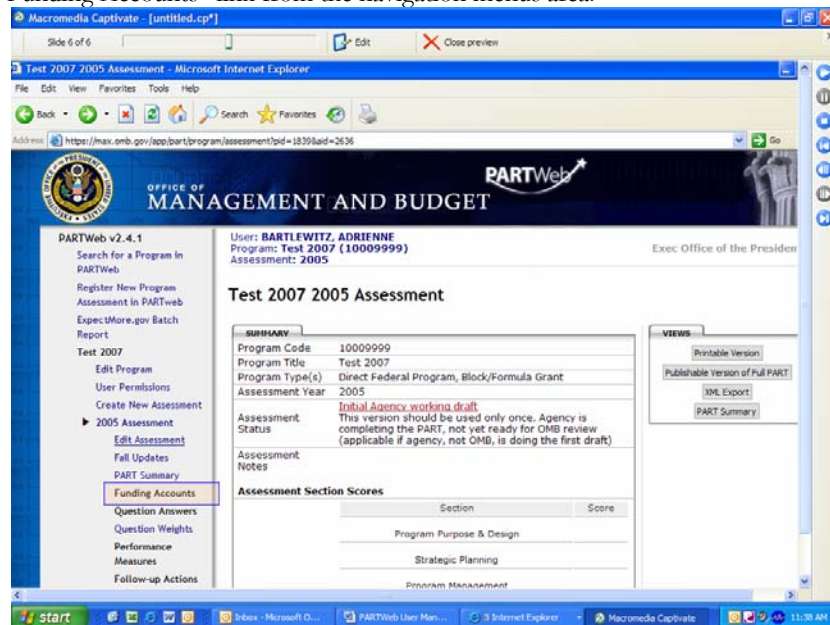 Funding Accounts" link from the navigation menus area.
Macromedia Captivate - [untitled.cp*]
Slide 6 of 6
Edit
Close preview
Test 2007 2005 Assessment - Microsoft Internet Explorer
File Edit View Favorites Tools Help
Back
Search
Favorites
Address
https://max.omb.gov/app/part/program/assessment?pid=1839&aid=2636
Go
OFFICE OF
MANAGEMENT AND BUDGET
PARTWeb
PARTWeb v2.4.1
Search for a Program in
PARTWeb
Register New Program
Assessment in PARTweb
ExpectMore.gov Batch
Report
Test 2007
Edit Program
User Permissions
Create New Assessment
2005 Assessment
Edit Assessment
Fall Updates
PART Summary
Funding Accounts
Question Answers
Question Weights
Performance
Measures
Follow-up Actions
User: BARTLEWITZ, ADRIENNE
Program: Test 2007 (10009999)
Assessment: 2005
Exec Office of the Presiden
Test 2007 2005 Assessment
SUMMARY
Program Code 10009999
Program Title Test 2007
Program Type(s) Direct Federal Program, Block/Formula Grant
Assessment Year 2005
Assessment
Status
Initial Agency working draft
This version should be used only once. Agency is
completing the PART, not yet ready for OMB review
(applicable if agency, not OMB, is doing the first draft)
Assessment
Notes
Assessment Section Scores
Section Score
Program Purpose & Design
Strategic Planning
Program Management
VIEWS
Printable Version
Publishable Version of Full PART
XML Export
PART Summary
start
Inbox - Microsoft O...
PARTWeb User Man...
3 Internet Explorer
Macromedia Captivate
11:38 AM